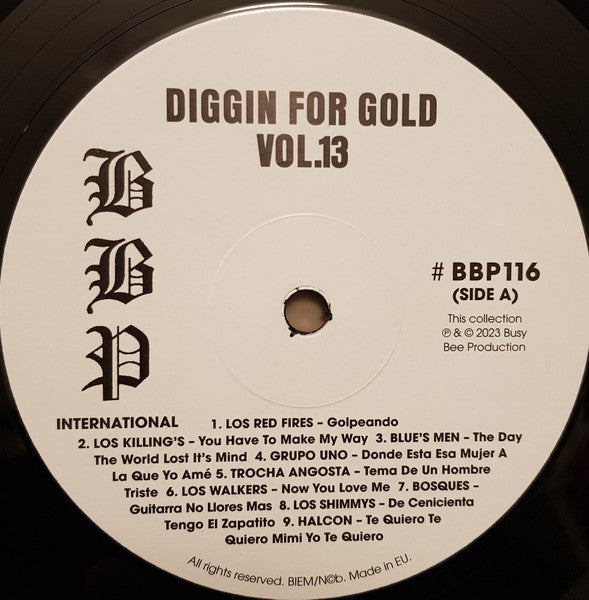 DIGGIN FOR GOLD
VOL.13
B
B
P
# BBP116
(SIDE A)
This collection
℗ & © 2023 Busy
Bee Production
INTERNATIONAL 1. LOS RED FIRES – Golpeando
2. LOS KILLING'S – You Have To Make My Way 3. BLUE'S MEN – The Day
The World Lost It's Mind 4. GRUPO UNO – Donde Esta Esa Mujer A
La Que Yo Amé 5. TROCHA ANGOSTA – Tema De Un Hombre
Triste 6. LOS WALKERS – Now You Love Me 7. BOSQUES –
Guitarra No Llores Mas 8. LOS SHIMMYS – De Cenicienta
Tengo El Zapatito 9. HALCON – Te Quiero Te
Quiero Mimi Yo Te Quiero
All rights reserved. BIEM/N©b. Made in EU.